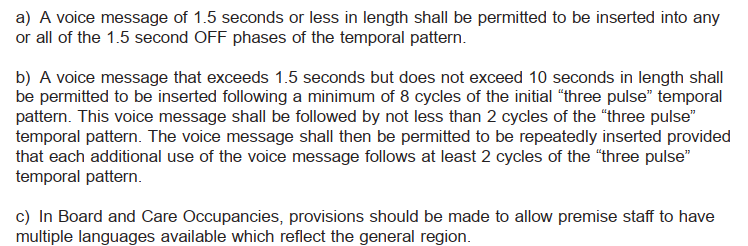 a) A voice message of 1.5 seconds or less in length shall be permitted to be inserted into any
or all of the 1.5 second OFF phases of the temporal pattern.
b) A voice message that exceeds 1.5 seconds but does not exceed 10 seconds in length shall
be permitted to be inserted following a minimum of 8 cycles of the initial “three pulse” temporal
pattern. This voice message shall be followed by not less than 2 cycles of the “three pulse”
temporal pattern. The voice message shall then be permitted to be repeatedly inserted provided
that each additional use of the voice message follows at least 2 cycles of the “three pulse”
temporal pattern.
c) In Board and Care Occupancies, provisions should be made to allow premise staff to have
multiple languages available which reflect the general region.